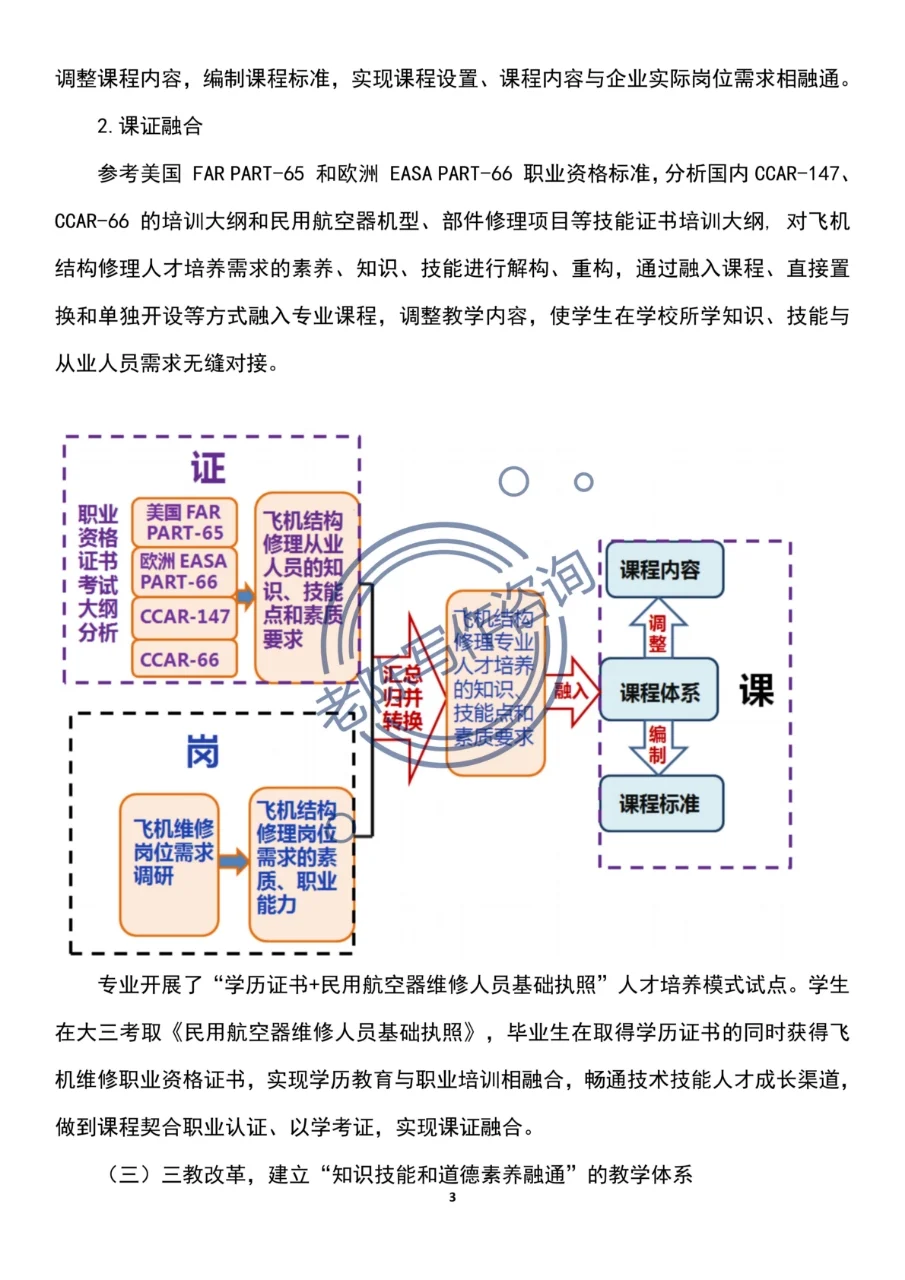 调整课程内容，编制课程标准，实现课程设置、课程内容与企业实际岗位需求相融通。
2.课证融合
参考美国 FAR PART-65 和欧洲 EASA PART-66 职业资格标准，分析国内 CCAR-147、
CCAR-66 的培训大纲和民用航空器机型、部件修理项目等技能证书培训大纲，对飞机
结构修理人才培养需求的素养、知识、技能进行解构、重构，通过融入课程、直接置
换和单独开设等方式融入专业课程，调整教学内容，使学生在学校所学知识、技能与
从业人员需求无缝对接。
证
职业
资格
证书
考试
大纲
分析
美国 FAR
PART-65
欧洲 EASA
PART-66
CCAR-147
CCAR-66
飞机结构
修理从业
人员的知
识、技能
点和素质
要求
岗
飞机维修
岗位需求
调研
飞机结构
修理岗位
需求的素
质、职业
能力
汇总
归并
转换
飞机结构
修理专业
人才培养
的知识、
技能点和
素质要求
融入
课程内容
调
整
课程体系
编
制
课程标准
课
老陈写作咨询
专业开展了“学历证书+民用航空器维修人员基础执照”人才培养模式试点。学生
在大三考取《民用航空器维修人员基础执照》，毕业生在取得学历证书的同时获得飞
机维修职业资格证书，实现学历教育与职业培训相融合，畅通技术技能人才成长渠道，
做到课程契合职业认证、以学考证，实现课证融合。
（三）三教改革，建立“知识技能和道德素养融通”的教学体系
3